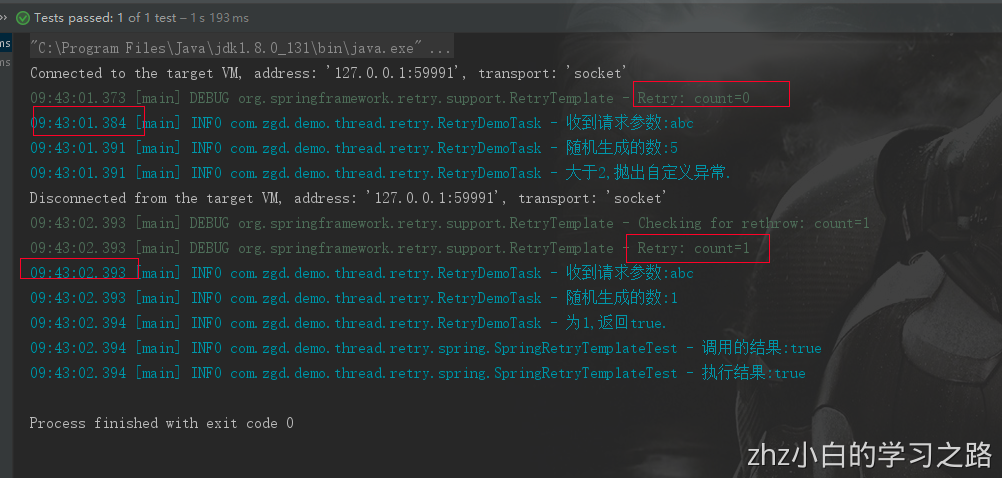 Tests passed: 1 of 1 test – 1 s 193 ms
ms
"C:\Program Files\Java\jdk1.8.0_131\bin\java.exe" ...
ms
Connected to the target VM, address: '127.0.0.1:59991', transport: 'socket'
09:43:01.373 [main] DEBUG org.springframework.retry.support.RetryTemplate - Retry: count=0
09:43:01.384 [main] INFO com.zgd.demo.thread.retry.RetryDemoTask - 收到请求参数:abc
09:43:01.391 [main] INFO com.zgd.demo.thread.retry.RetryDemoTask - 随机生成的数:5
09:43:01.391 [main] INFO com.zgd.demo.thread.retry.RetryDemoTask - 大于2,抛出自定义异常.
Disconnected from the target VM, address: '127.0.0.1:59991', transport: 'socket'
09:43:02.393 [main] DEBUG org.springframework.retry.support.RetryTemplate - Checking for rethrow: count=1
09:43:02.393 [main] DEBUG org.springframework.retry.support.RetryTemplate - Retry: count=1
09:43:02.393 [main] INFO com.zgd.demo.thread.retry.RetryDemoTask - 收到请求参数:abc
09:43:02.393 [main] INFO com.zgd.demo.thread.retry.RetryDemoTask - 随机生成的数:1
09:43:02.394 [main] INFO com.zgd.demo.thread.retry.RetryDemoTask - 为1,返回true.
09:43:02.394 [main] INFO com.zgd.demo.thread.retry.spring.SpringRetryTemplateTest - 调用的结果:true
09:43:02.394 [main] INFO com.zgd.demo.thread.retry.spring.SpringRetryTemplateTest - 执行结果:true
Process finished with exit code 0
zhz小白的学习之路